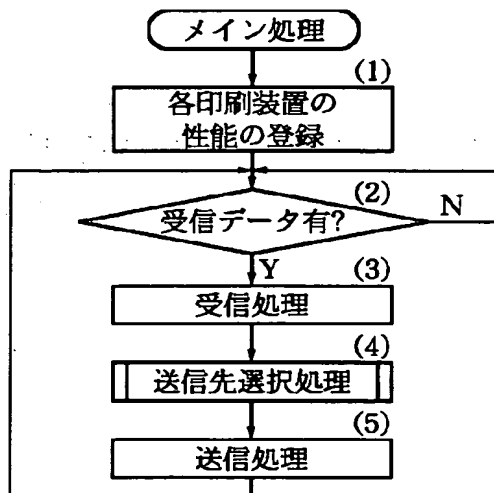 メイン処理
(1)
各印刷装置の
性能の登録
(2)
受信データ有?
N
Y
(3)
受信処理
(4)
送信先選択処理
(5)
送信処理